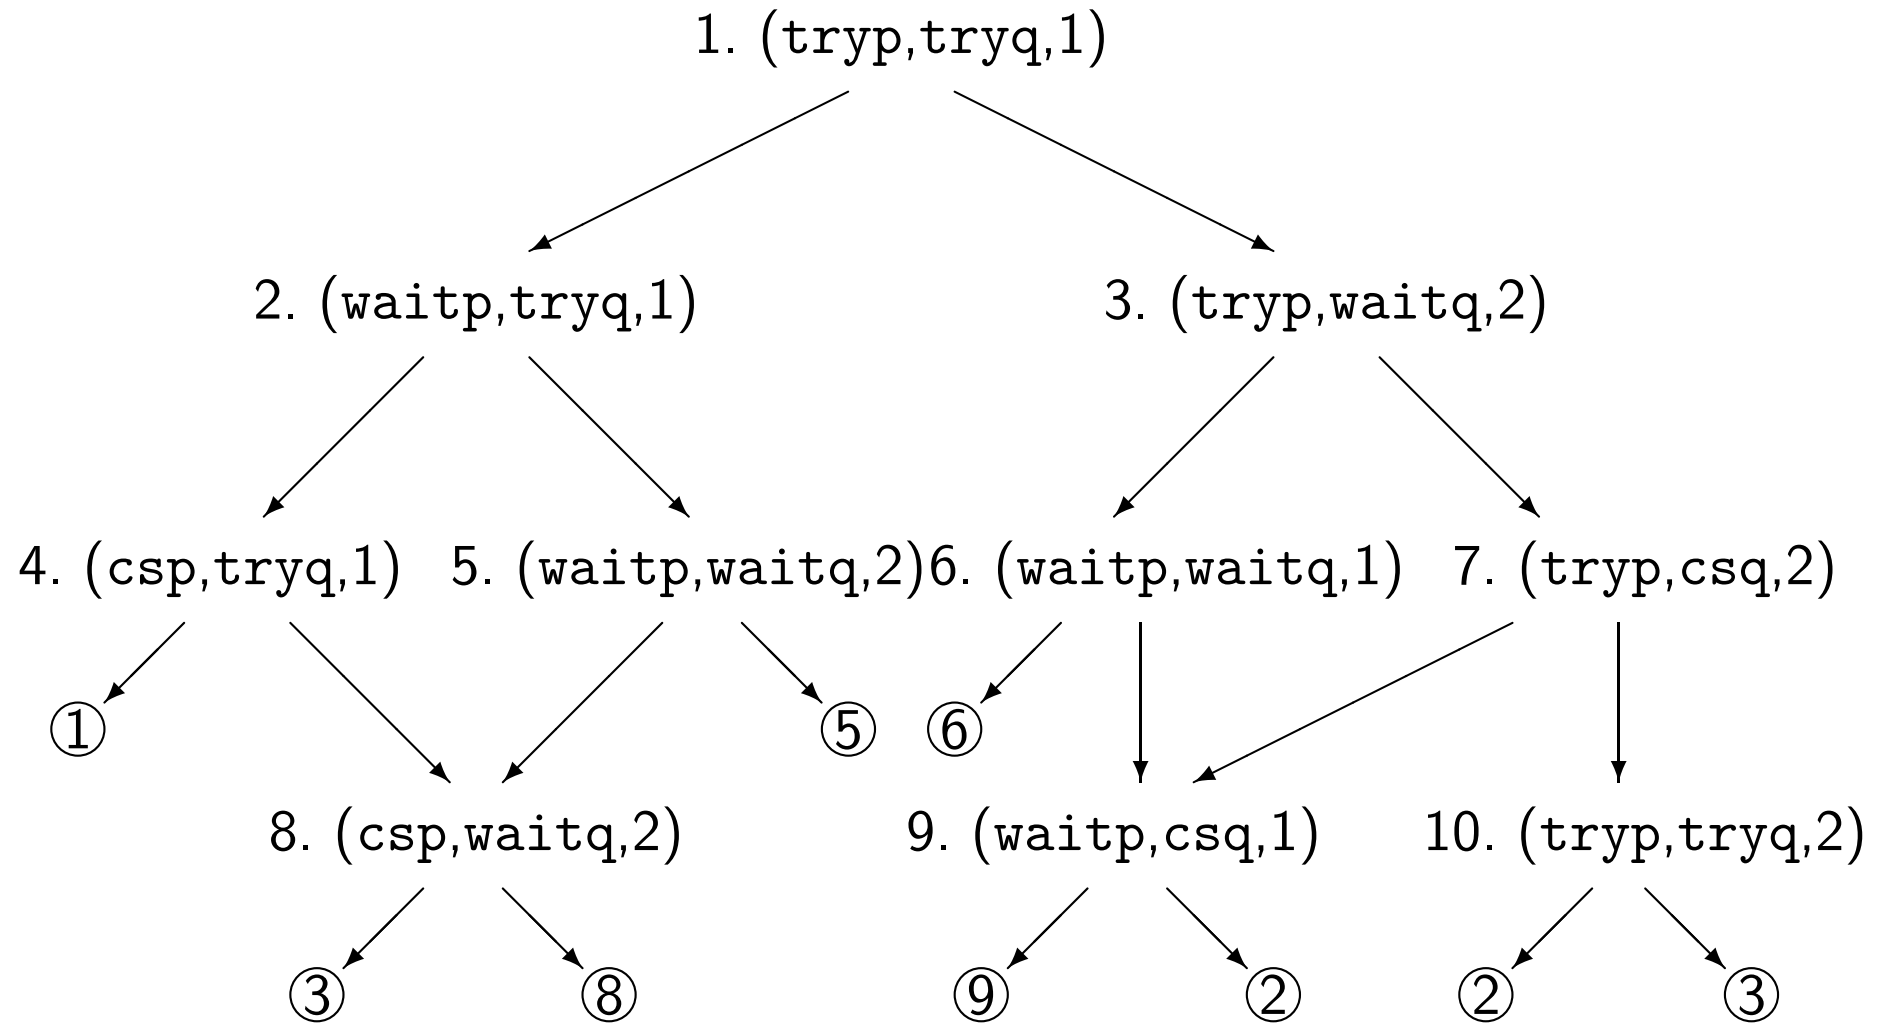 1. (tryp,tryq,1)
2. (waitp,tryq,1)
3. (tryp,waitq,2)
4. (csp,tryq,1)
5. (waitp,waitq,2)
6. (waitp,waitq,1)
7. (tryp,csq,2)
1
5
6
8. (csp,waitq,2)
9. (waitp,csq,1)
10. (tryp,tryq,2)
3
8
9
2
2
3